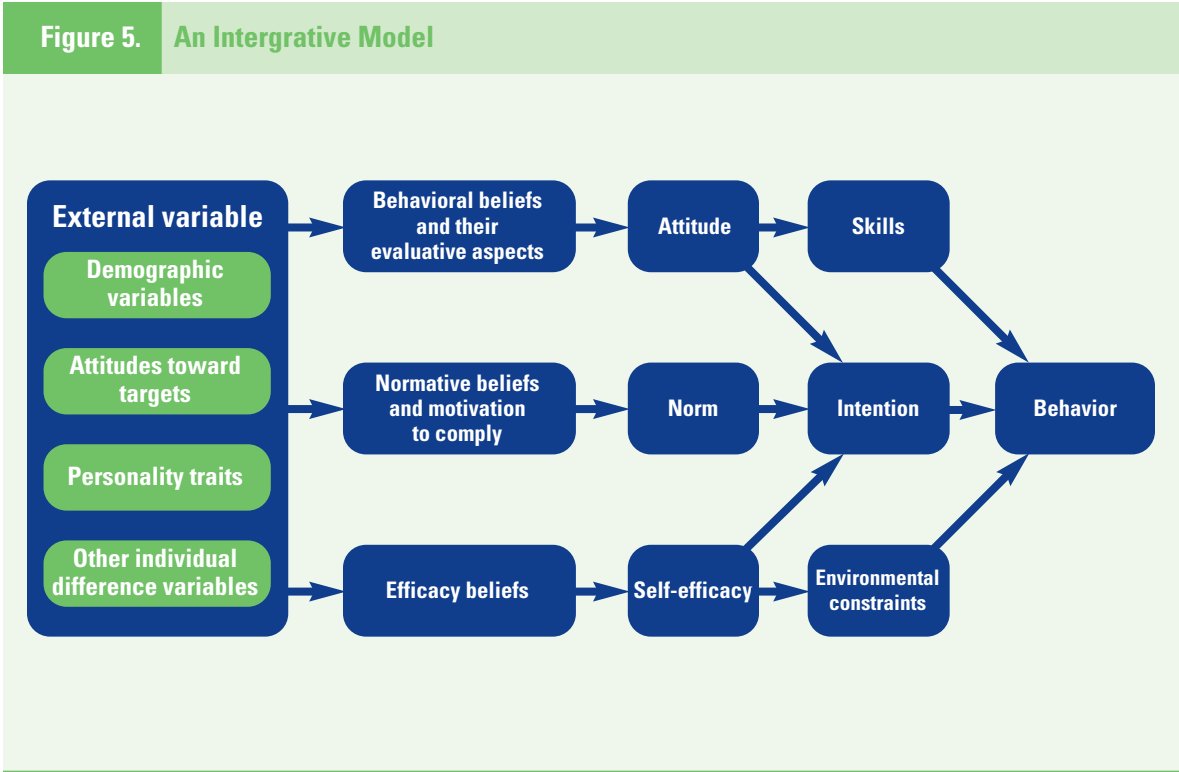 Figure 5.
An Intergrative Model
External variable
Demographic
variables
Attitudes toward
targets
Personality traits
Other individual
difference variables
Behavioral beliefs
and their
evaluative aspects
Attitude
Skills
Normative beliefs
and motivation
to comply
Norm
Intention
Behavior
Efficacy beliefs
Self-efficacy
Environmental
constraints